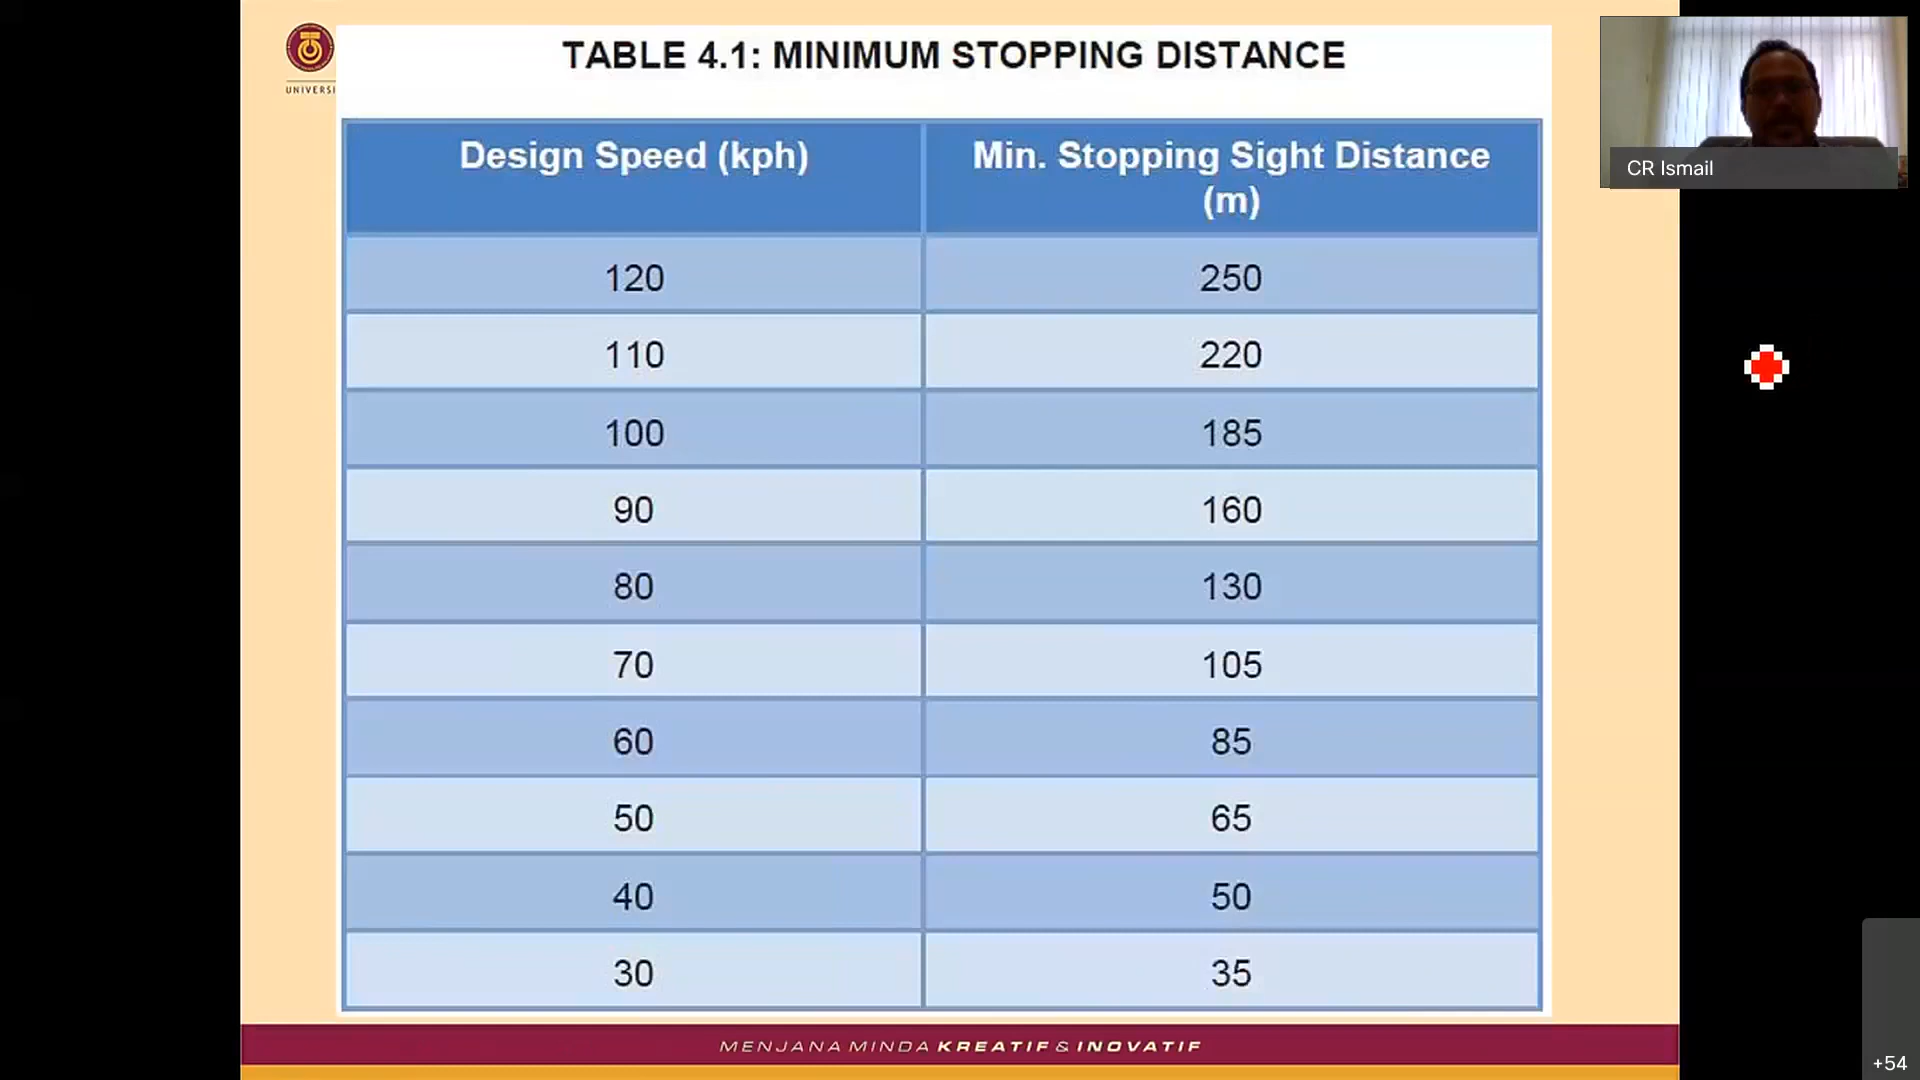 TABLE 4.1: MINIMUM STOPPING DISTANCE
UNIVERSI
CR Ismail
Design Speed (kph) Min. Stopping Sight Distance
(m)
120 250
110 220
100 185
90 160
80 130
70 105
60 85
50 65
40 50
30 35
MENJANA MINDA KREATIF & INOVATIF
+54